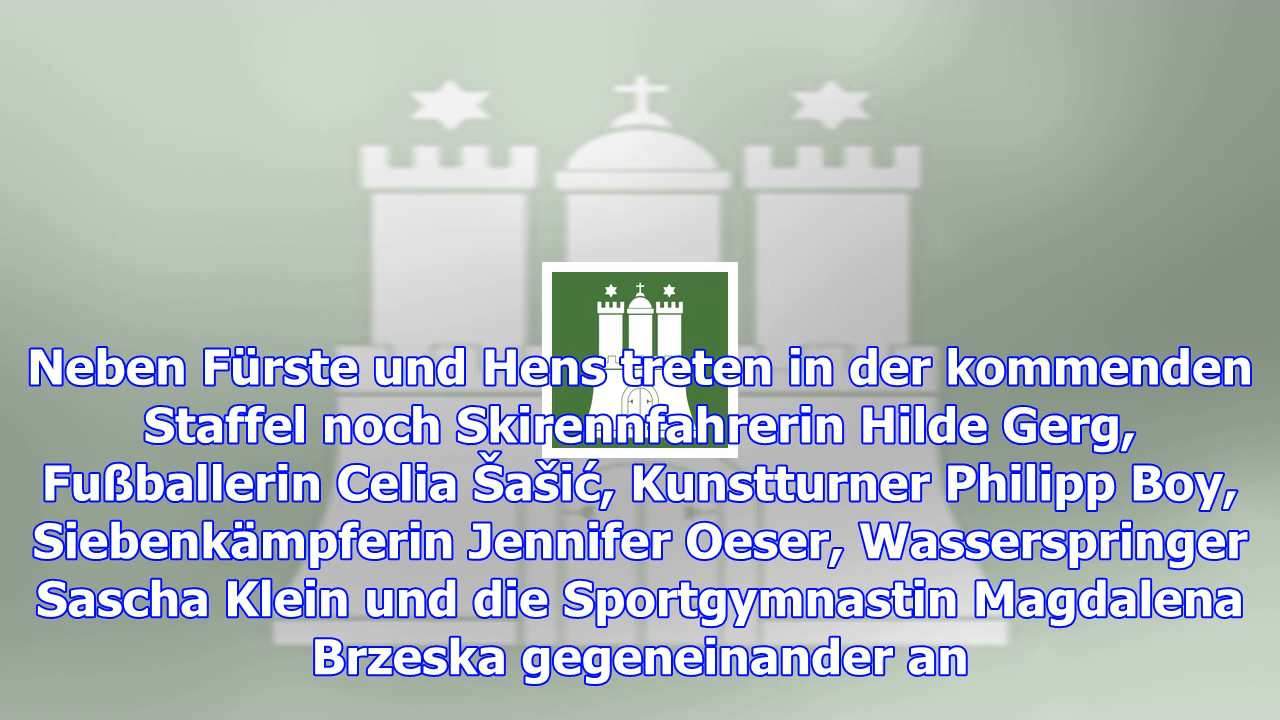 Neben Fürste und Hens treten in der kommenden
Staffel noch Skirennfahrerin Hilde Gerg,
Fußballerin Celia Šašić, Kunstturner Philipp Boy,
Siebenkämpferin Jennifer Oeser, Wasserspringer
Sascha Klein und die Sportgymnastin Magdalena
Brzeska gegeneinander an